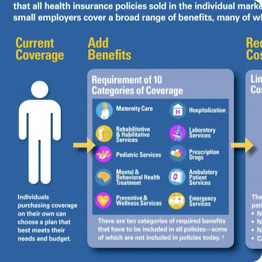 that all health insurance policies sold in the individual mark
small employers cover a broad range of benefits, many of w
Current
Coverage
Add
Benefits
Re
Co
Requirement of 10
Categories of Coverage
Lin
Co
Maternity Care
Hospitalization
Rehabilitative
& Habilitative
Services
Laboratory
Services
Pediatric Services
Prescription
Drugs
Mental &
Behavioral Health
Treatment
Ambulatory
Patient
Services
Preventive &
Wellness Services
Emergency
Services
Individuals
purchasing coverage
on their own can
choose a plan that
best meets their
needs and budget.
There are ten categories of required benefits
that have to be included in all policies—some
of which are not included in policies today.
The
pati
• N
• N
• N
• C